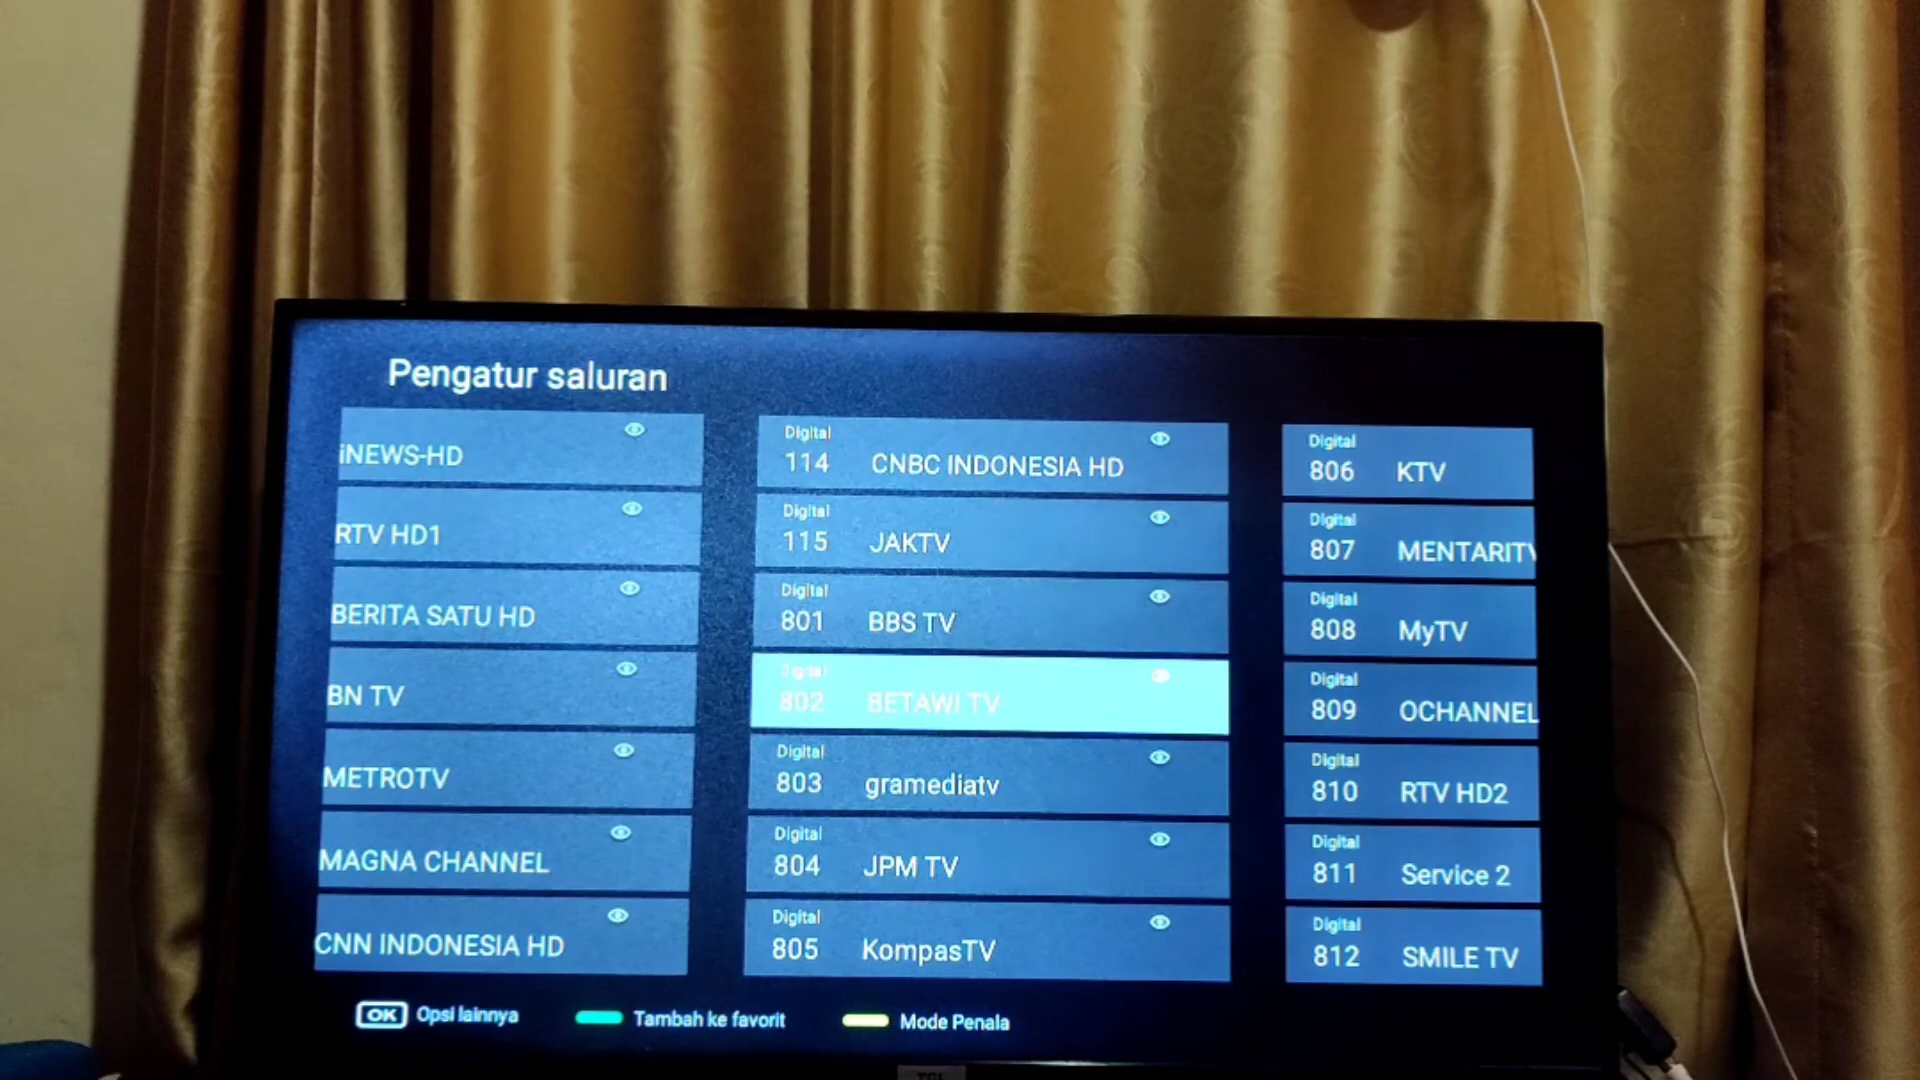 Pengatur saluran
iNEWS-HD
RTV HD1
BERITA SATU HD
BN TV
METROTV
MAGNA CHANNEL
CNN INDONESIA HD
Digital
114 CNBC INDONESIA HD
Digital
115 JAKTV
Digital
801 BBS TV
Digital
802 BETAWI TV
Digital
803 gramediatv
Digital
804 JPM TV
Digital
805 KompasTV
Digital
806 KTV
Digital
807 MENTARITV
Digital
808 MyTV
Digital
809 OCHANNEL
Digital
810 RTV HD2
Digital
811 Service 2
Digital
812 SMILE TV
OK Opsi lainnya Tambah ke favorit Mode Penala
TCL